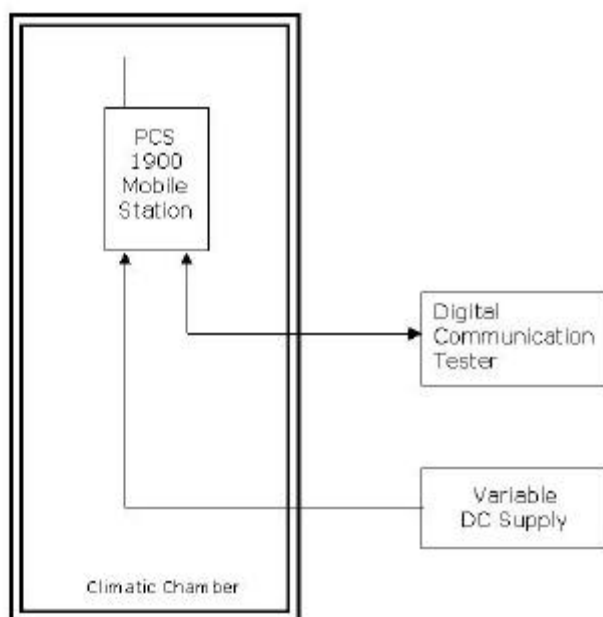 PCS
1900
Mobile
Station
Digital
Communication
Tester
Variable
DC Supply
Climatic Chamber